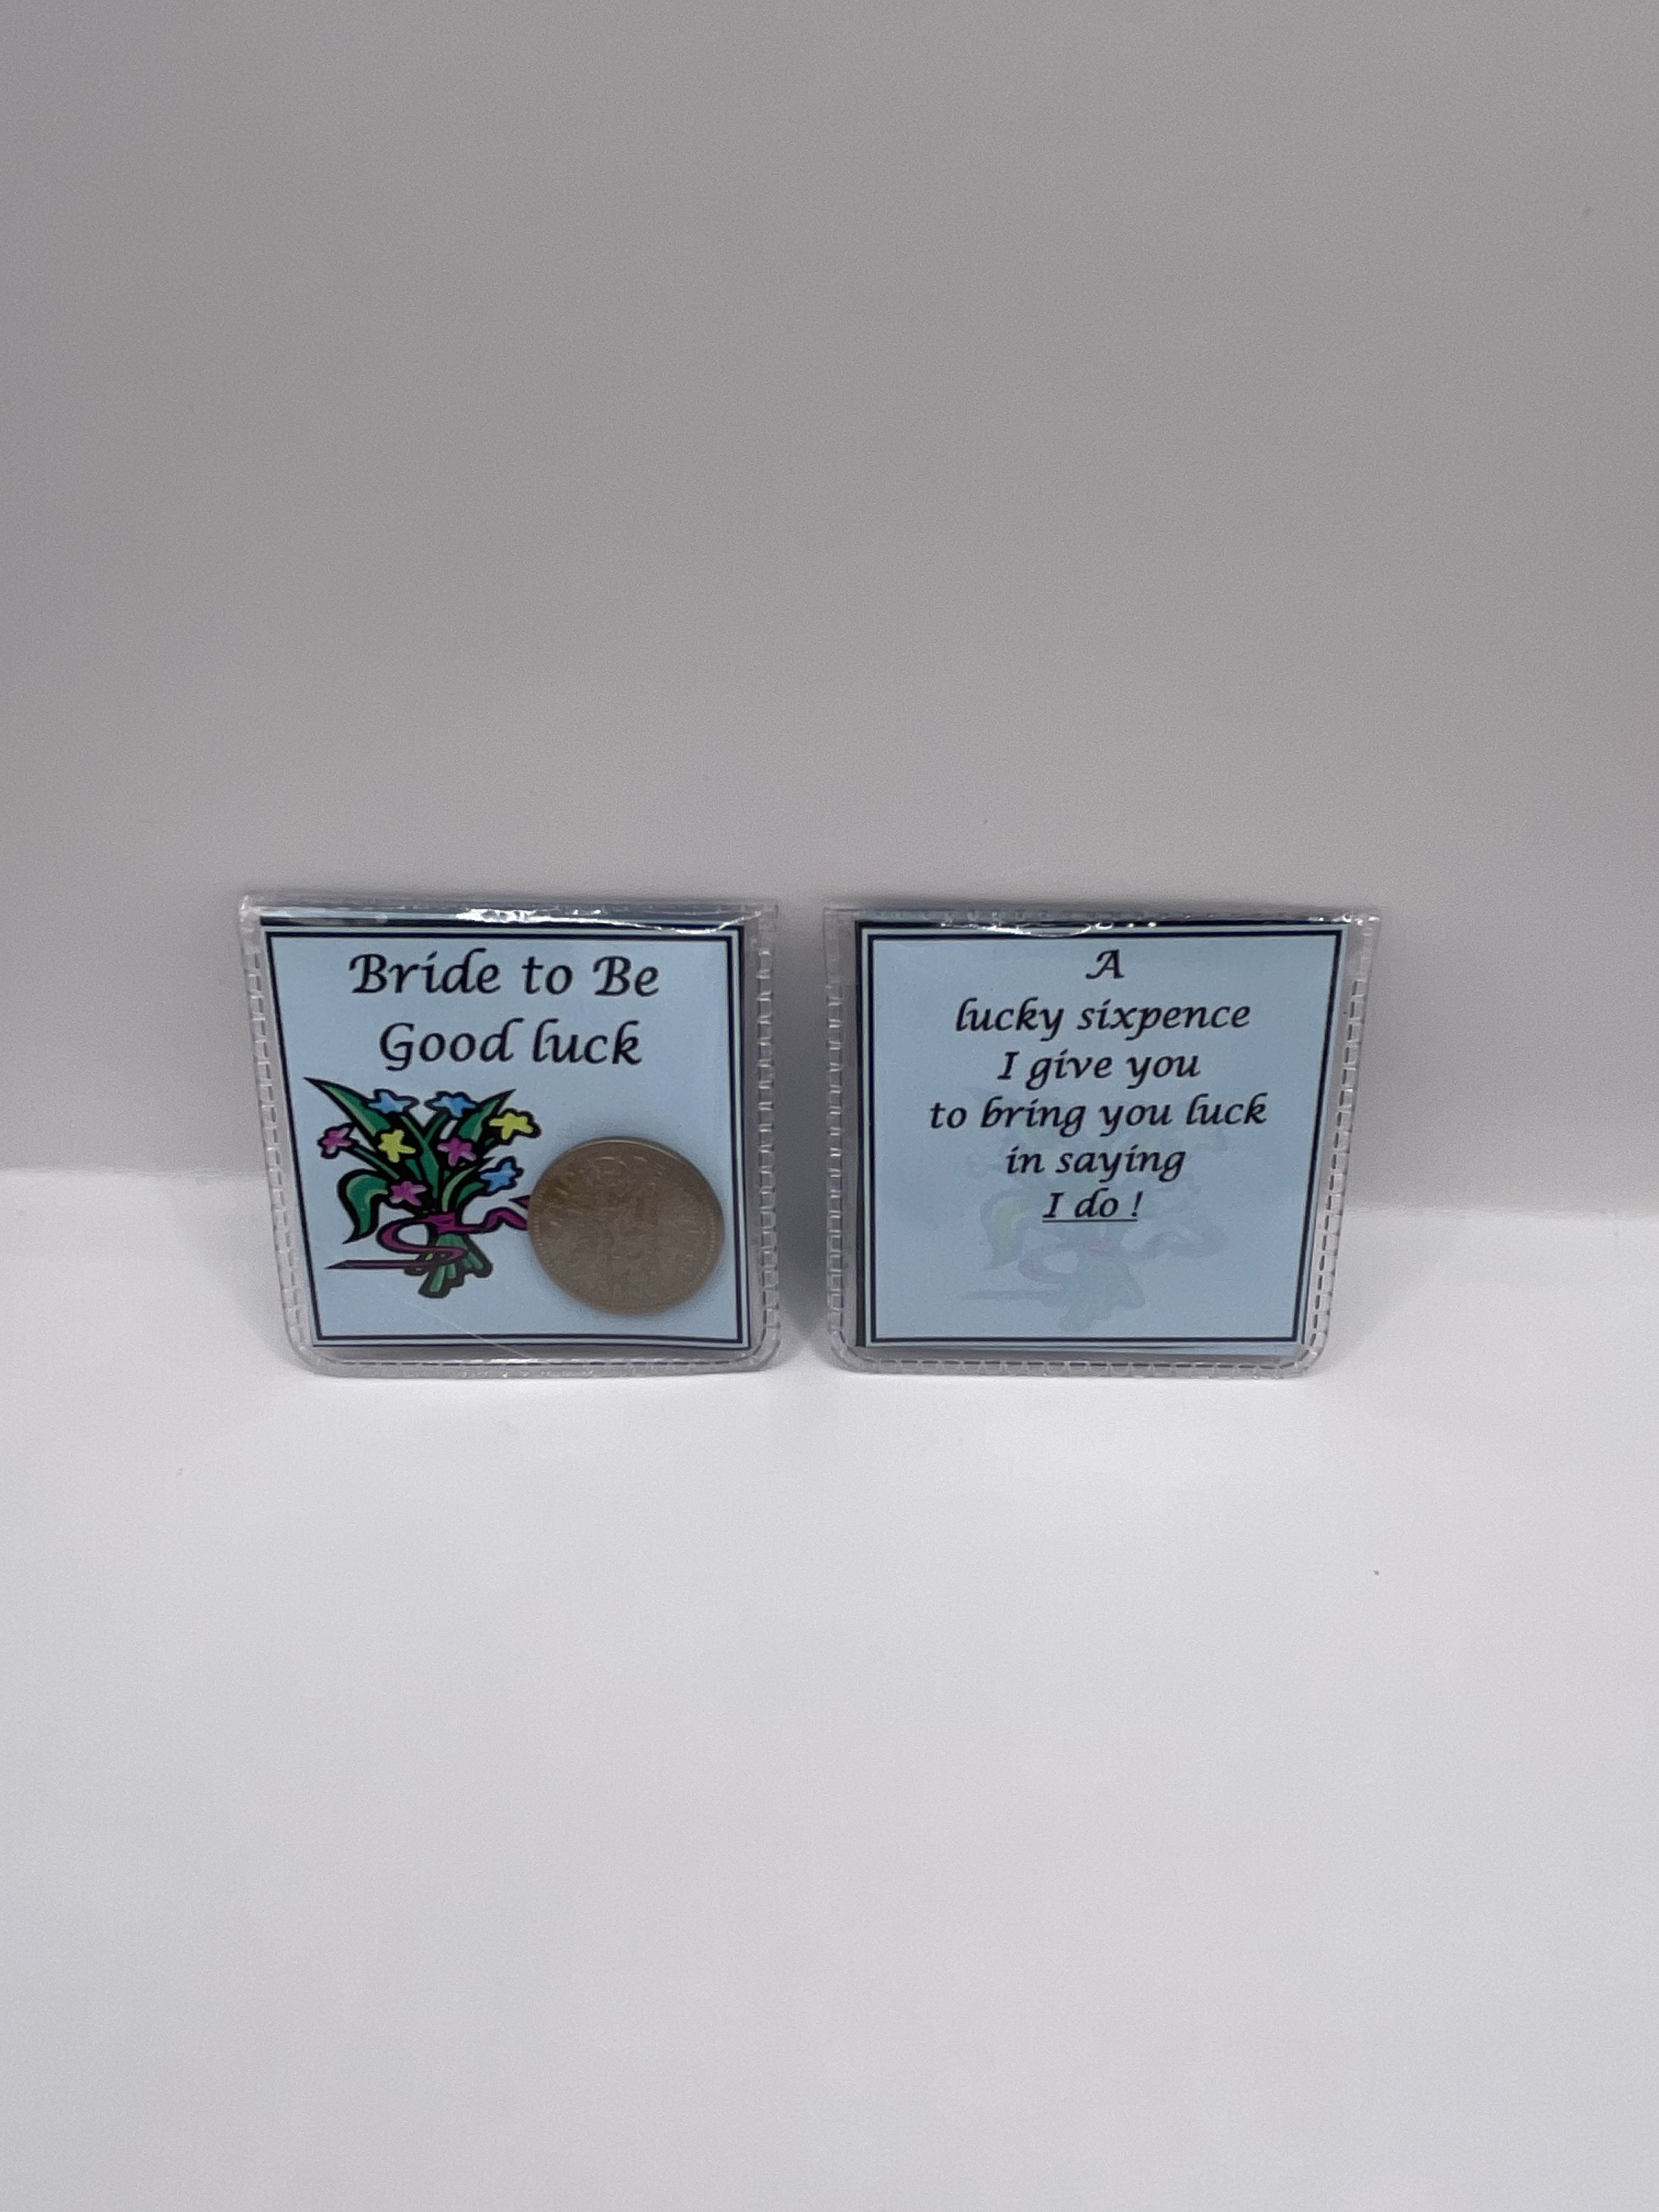 Bride to Be
Good luck
A
lucky sixpence
I give you
to bring you luck
in saying
I do !